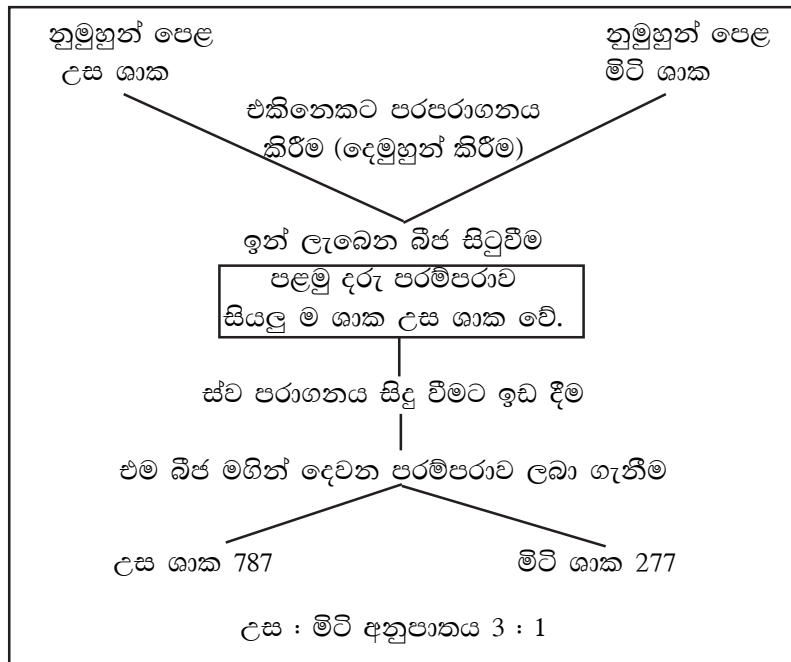 නුමුහුන් පෙළ
උස ශාක
නුමුහුන් පෙළ
මිටි ශාක
එකිනෙකට පරපරාගනය
කිරීම (දෙමුහුන් කිරීම)
ඉන් ලැබෙන බීජ සිටුවීම
පළමු දරු පරම්පරාව
සියලු ම ශාක උස ශාක වේ.
ස්ව පරාගනය සිදු වීමට ඉඩ දීම
එම බීජ මගින් දෙවන පරම්පරාව ලබා ගැනීම
උස ශාක 787
මිටි ශාක 277
උස : මිටි අනුපාතය 3 : 1